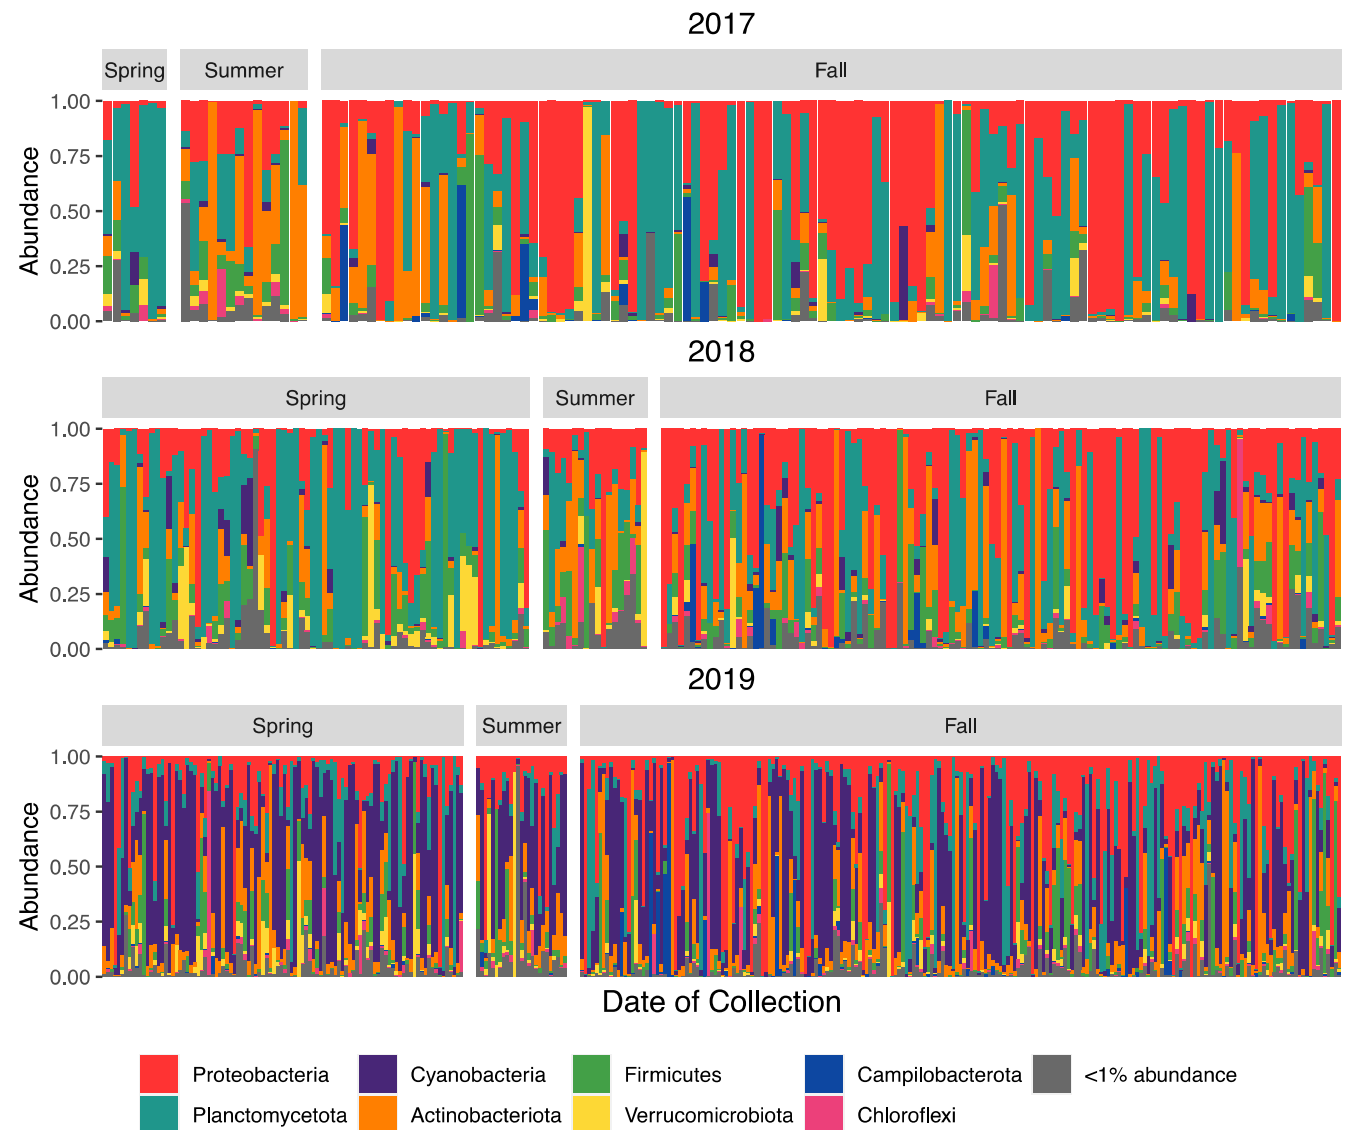 2017
Spring Summer Fall
1.00
0.75
0.50
0.25
0.00
Abundance
2018
Spring Summer Fall
1.00
0.75
0.50
0.25
0.00
Abundance
2019
Spring Summer Fall
1.00
0.75
0.50
0.25
0.00
Abundance
Date of Collection
Proteobacteria Cyanobacteria Firmicutes Campilobacterota <1% abundance
Planctomycetota Actinobacteriota Verrucomicrobiota Chloroflexi